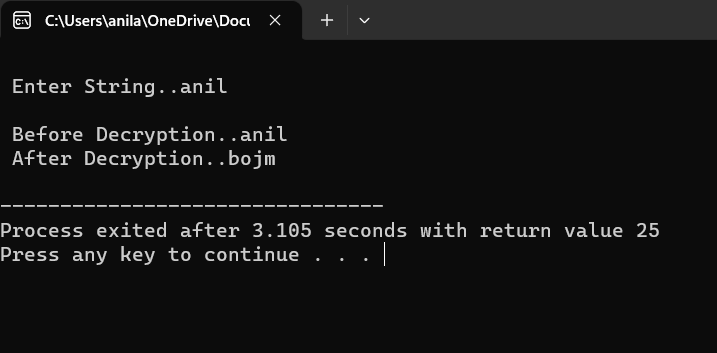 C:\Users\anila\OneDrive\Docu
Enter String..anil
Before Decryption..anil
After Decryption..bojm
--------------------------------
Process exited after 3.105 seconds with return value 25
Press any key to continue . . .